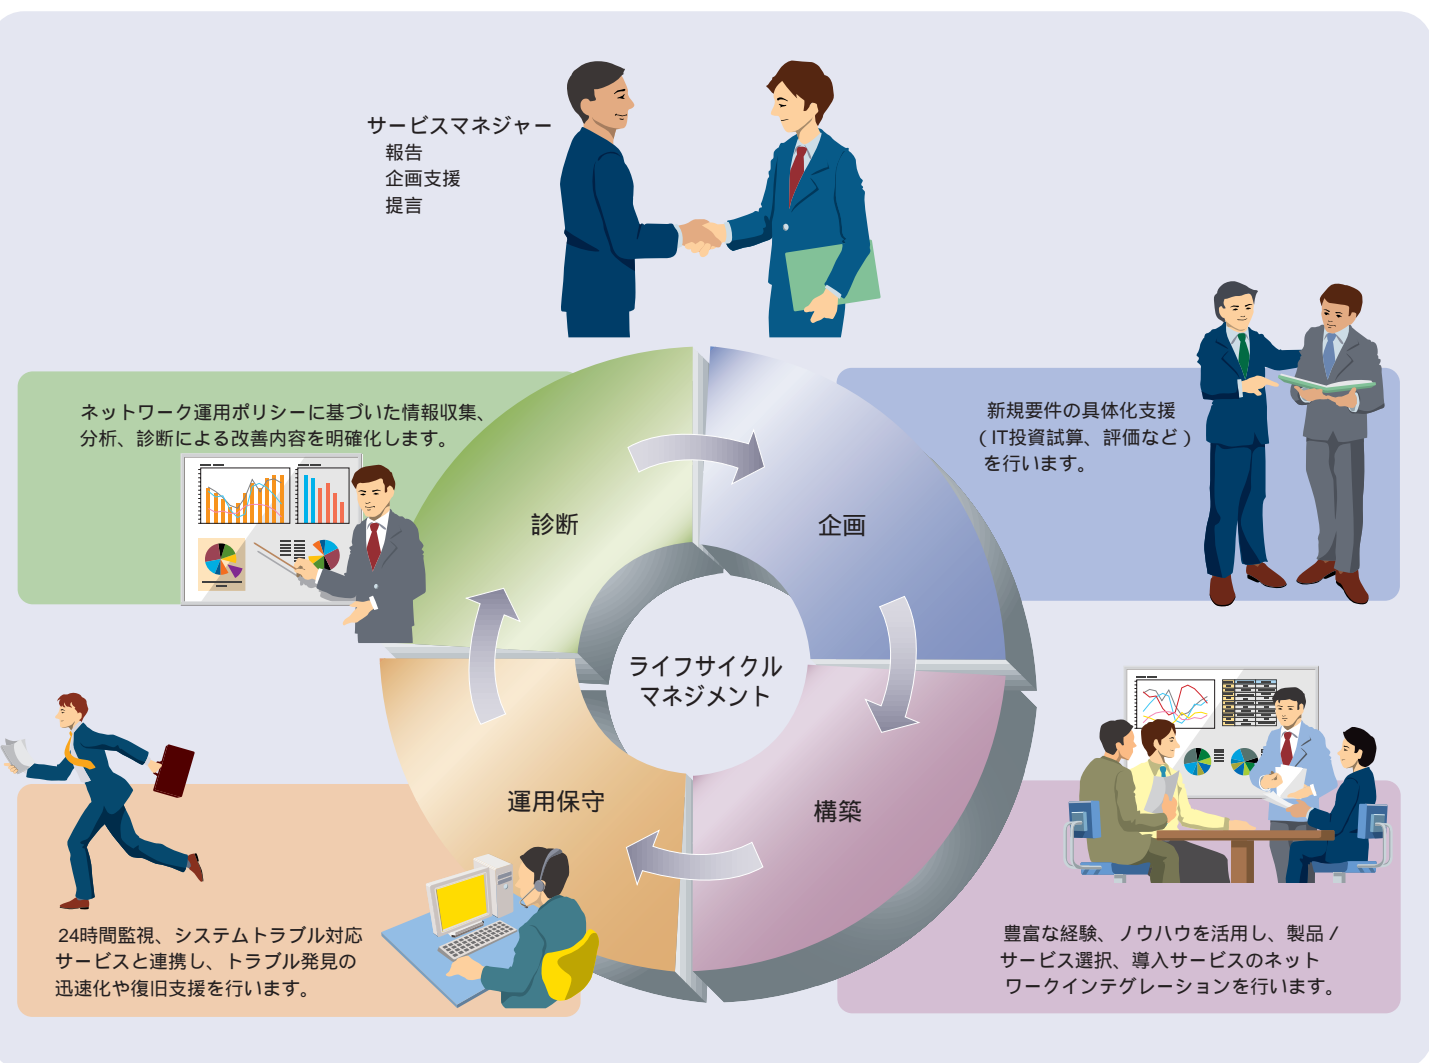 サービスマネジャー
報告
企画支援
提言
ネットワーク運用ポリシーに基づいた情報収集、
分析、診断による改善内容を明確化します。
新規要件の具体化支援
（IT投資試算、評価など）
を行います。
診断
企画
ライフサイクル
マネジメント
運用保守
構築
24時間監視、システムトラブル対応
サービスと連携し、トラブル発見の
迅速化や復旧支援を行います。
豊富な経験、ノウハウを活用し、製品／
サービス選択、導入サービスのネット
ワークインテグレーションを行います。